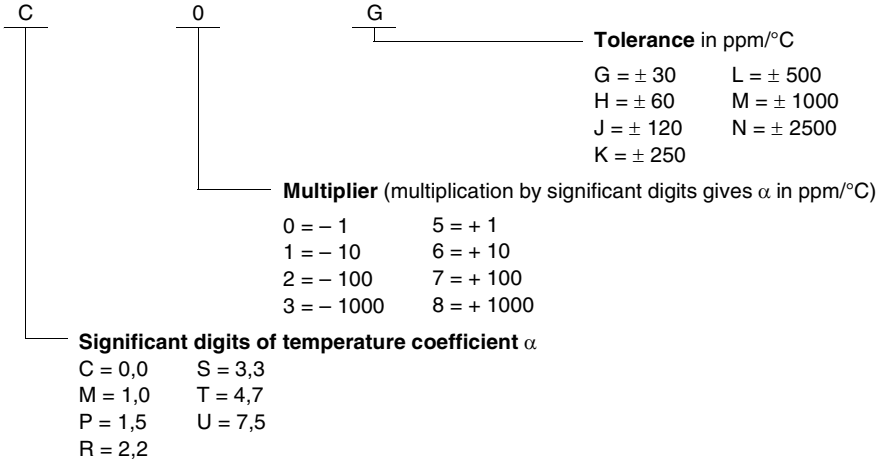 C 0 G
Tolerance in ppm/°C
G = ± 30 L = ± 500
H = ± 60 M = ± 1000
J = ± 120 N = ± 2500
K = ± 250
Multiplier (multiplication by significant digits gives α in ppm/°C)
0 = – 1 5 = + 1
1 = – 10 6 = + 10
2 = – 100 7 = + 100
3 = – 1000 8 = + 1000
Significant digits of temperature coefficient α
C = 0,0 S = 3,3
M = 1,0 T = 4,7
P = 1,5 U = 7,5
R = 2,2